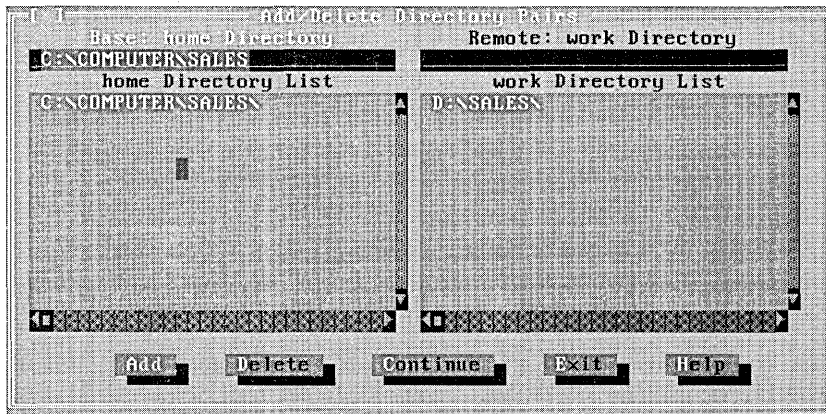 [ ] Add/Delete Directory Pairs
Base: home Directory
C:\COMPUTER\SALES
home Directory List
C:\COMPUTER\SALES\
Remote: work Directory
work Directory List
D:\SALES\
Add Delete Continue Exit Help